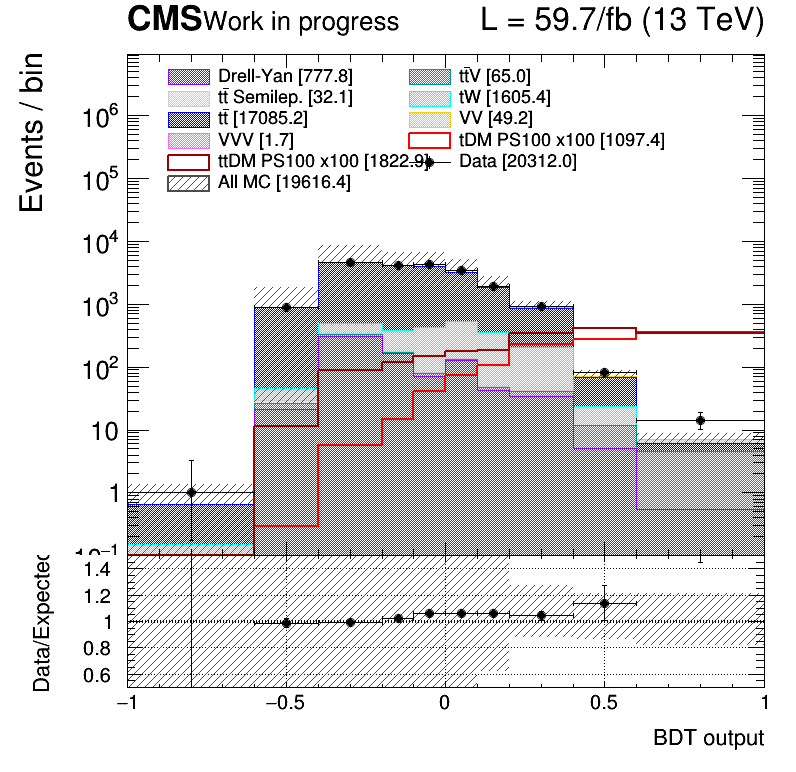 CMS Work in progress L = 59.7/fb (13 TeV)
Events / bin
Drell-Yan [777.8] tt̄V [65.0]
tt̄ Semilep. [32.1] tW [1605.4]
tt̄ [17085.2] VV [49.2]
VVV [1.7] tDM PS100 x100 [1097.4]
ttDM PS100 x100 [1822.9] Data [20312.0]
All MC [19616.4]
10⁶
10⁵
10⁴
10³
10²
10
1
10⁻¹
Data/Expected
1.4
1.2
1
0.8
0.6
−1 −0.5 0 0.5 1
BDT output